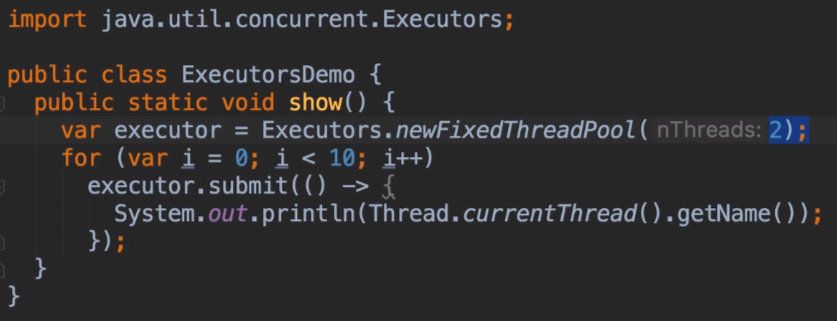 import java.util.concurrent.Executors;
public class ExecutorsDemo {
public static void show() {
var executor = Executors.newFixedThreadPool( nThreads: 2);
for (var i = 0; i < 10; i++)
executor.submit(() -> {
System.out.println(Thread.currentThread().getName());
});
}
}